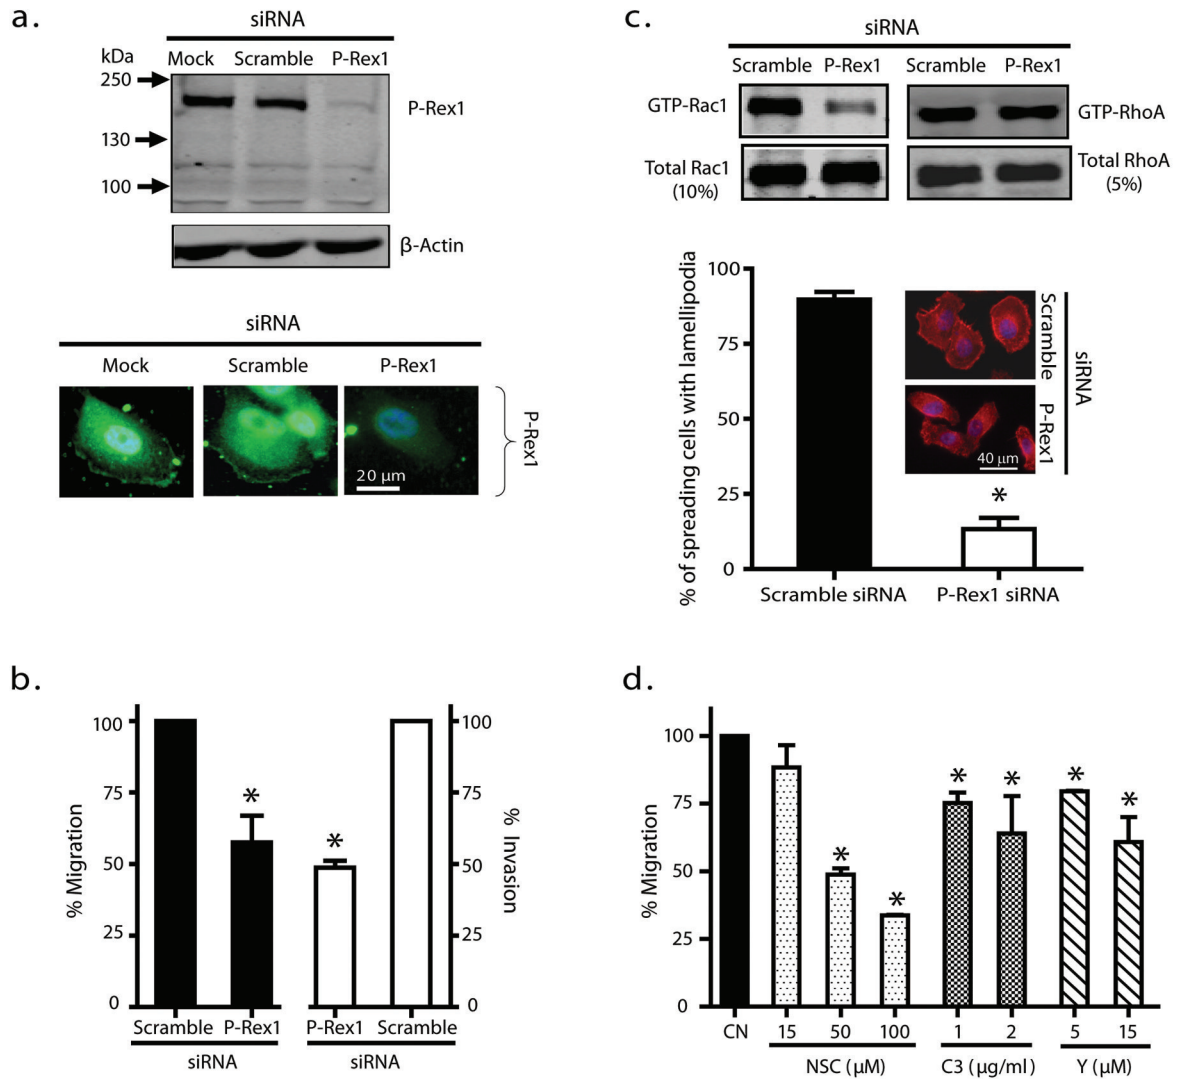 a.
siRNA
kDa
Mock Scramble P-Rex1
250
130
100
P-Rex1
β-Actin
siRNA
Mock Scramble P-Rex1
20 μm
P-Rex1
c.
siRNA
Scramble P-Rex1 Scramble P-Rex1
GTP-Rac1
GTP-RhoA
Total Rac1
(10%)
Total RhoA
(5%)
% of spreading cells with lamellipodia
100
75
50
25
0
*
Scramble
P-Rex1
siRNA
40 μm
Scramble siRNA P-Rex1 siRNA
b.
% Migration
100
75
50
25
0
*
*
100
75
50
25
0
% Invasion
Scramble P-Rex1 P-Rex1 Scramble
siRNA siRNA
d.
% Migration
100
75
50
25
0
* * * * * *
CN 15 50 100 1 2 5 15
NSC (μM) C3 (μg/ml) Y (μM)